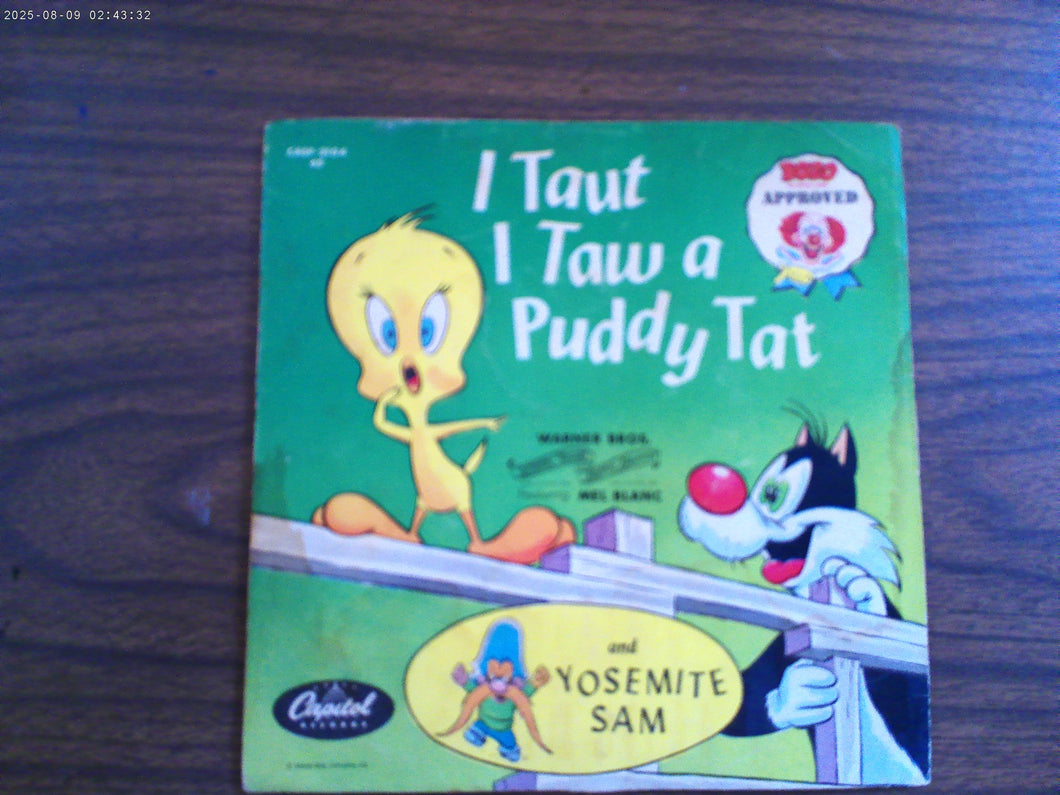 2025-08-09 02:43:32
I Taut
I Taw a
Puddy Tat
BOZO
APPROVED
WARNER BROS.
MEL BLANC
and
YOSEMITE
SAM
Capitol
RECORDS